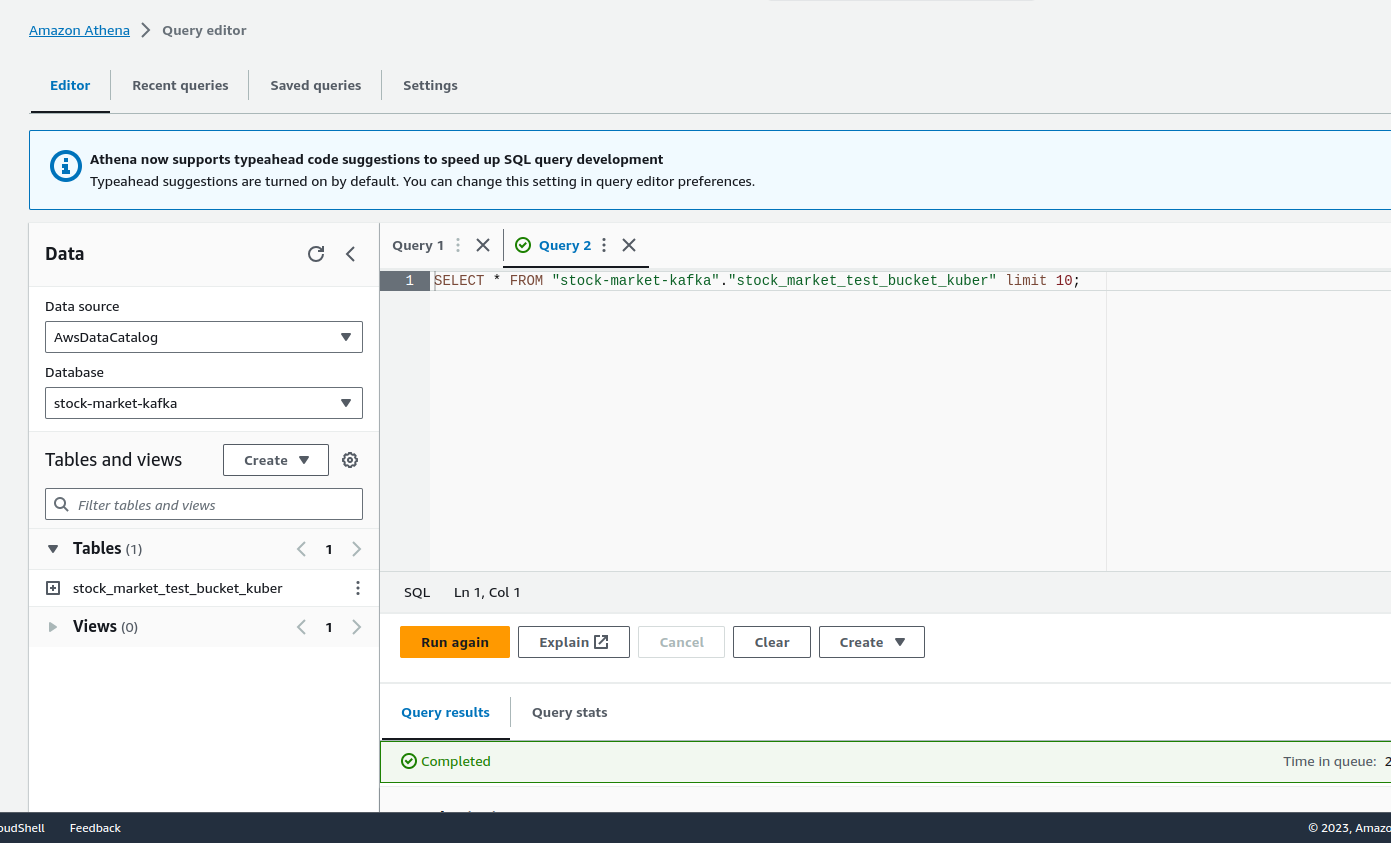 Amazon Athena > Query editor
Editor Recent queries Saved queries Settings
Athena now supports typeahead code suggestions to speed up SQL query development
Typeahead suggestions are turned on by default. You can change this setting in query editor preferences.
Data
Data source
AwsDataCatalog
Database
stock-market-kafka
Tables and views Create
Filter tables and views
Tables (1) 1
stock_market_test_bucket_kuber
Views (0) 1
Query 1 Query 2
1 SELECT * FROM "stock-market-kafka"."stock_market_test_bucket_kuber" limit 10;
SQL Ln 1, Col 1
Run again Explain Cancel Clear Create
Query results Query stats
Completed Time in queue: 2
oudShell Feedback © 2023, Amazo